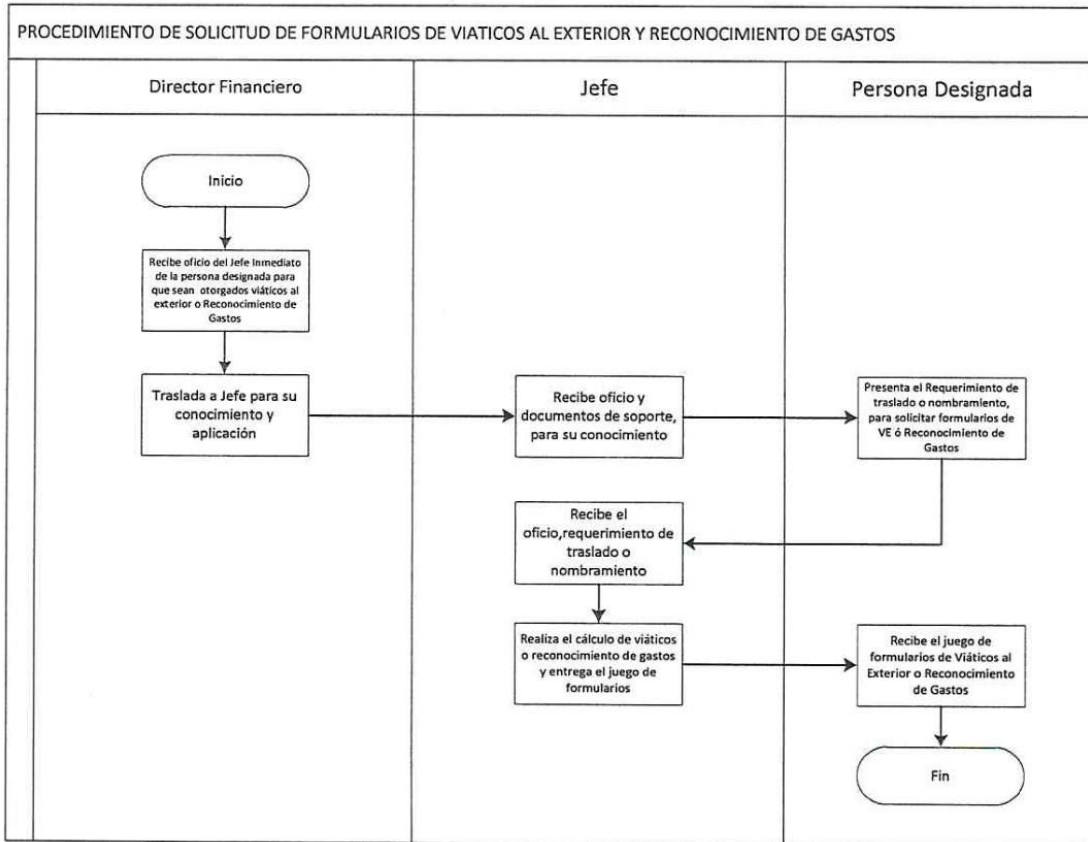 PROCEDIMIENTO DE SOLICITUD DE FORMULARIOS DE VIATICOS AL EXTERIOR Y RECONOCIMIENTO DE GASTOS
Director Financiero
Jefe
Persona Designada
Inicio
Recibe oficio del Jefe Inmediato
de la persona designada para
que sean otorgados viáticos al
exterior o Reconocimiento de
Gastos
Traslada a Jefe para su
conocimiento y
aplicación
Recibe oficio y
documentos de soporte,
para su conocimiento
Presenta el Requerimiento de
traslado o nombramiento,
para solicitar formularios de
VE ó Reconocimiento de
Gastos
Recibe el
oficio,requerimiento de
traslado o
nombramiento
Realiza el cálculo de viáticos
o reconocimiento de gastos
y entrega el juego de
formularios
Recibe el juego de
formularios de Viáticos al
Exterior o Reconocimiento
de Gastos
Fin